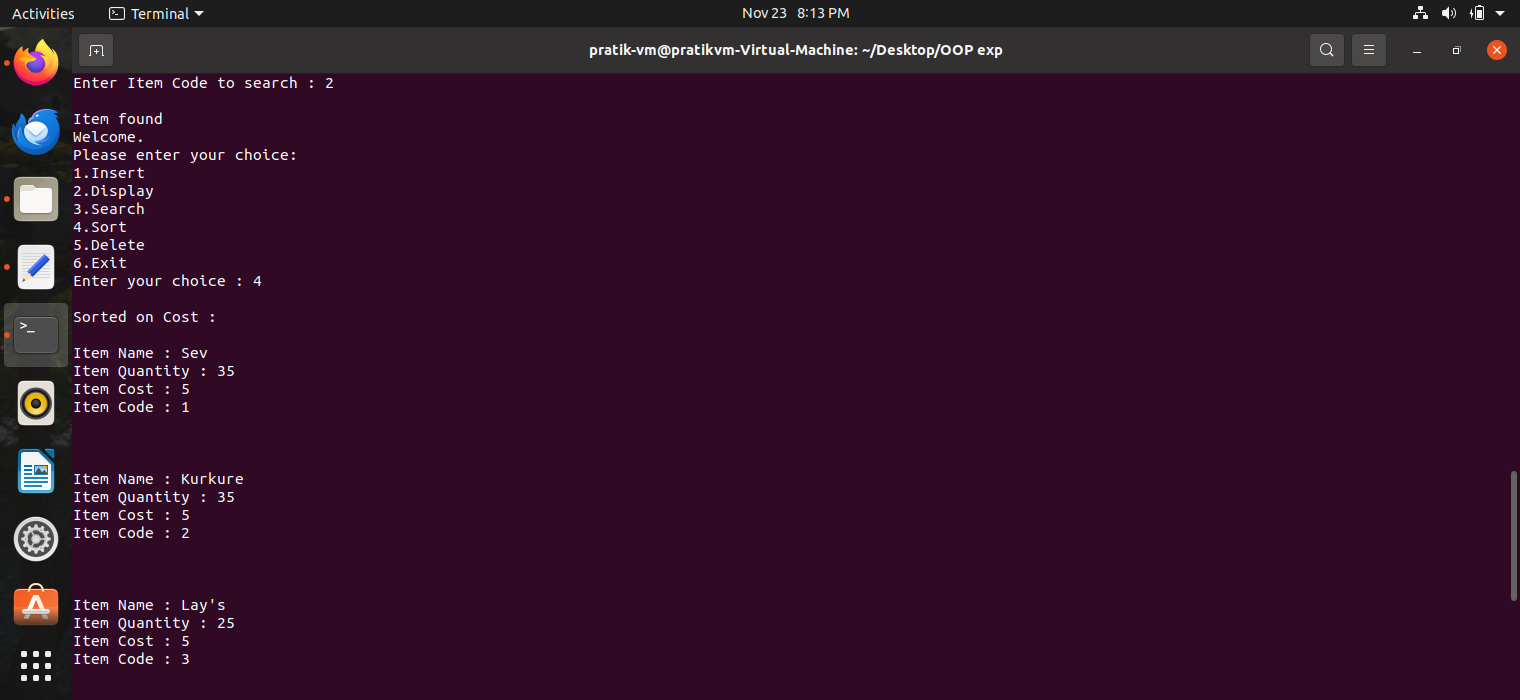 Activities
Terminal
Nov 23 8:13 PM
pratik-vm@pratikvm-Virtual-Machine: ~/Desktop/OOP exp
Enter Item Code to search : 2
Item found
Welcome.
Please enter your choice:
1.Insert
2.Display
3.Search
4.Sort
5.Delete
6.Exit
Enter your choice : 4
Sorted on Cost :
Item Name : Sev
Item Quantity : 35
Item Cost : 5
Item Code : 1
Item Name : Kurkure
Item Quantity : 35
Item Cost : 5
Item Code : 2
Item Name : Lay's
Item Quantity : 25
Item Cost : 5
Item Code : 3